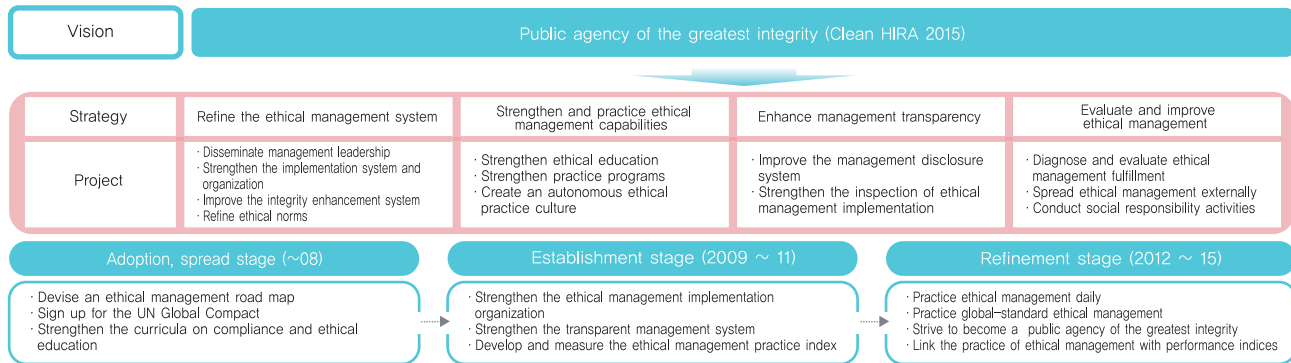 Vision
Public agency of the greatest integrity (Clean HIRA 2015)
Strategy
Refine the ethical management system
Strengthen and practice ethical
management capabilities
Enhance management transparency
Evaluate and improve
ethical management
Project
· Disseminate management leadership
· Strengthen the implementation system and
organization
· Improve the integrity enhancement system
· Refine ethical norms
· Strengthen ethical education
· Strengthen practice programs
· Create an autonomous ethical
practice culture
· Improve the management disclosure
system
· Strengthen the inspection of ethical
management implementation
· Diagnose and evaluate ethical
management fulfillment
· Spread ethical management externally
· Conduct social responsibility activities
Adoption, spread stage (~08)
· Devise an ethical management road map
· Sign up for the UN Global Compact
· Strengthen the curricula on compliance and ethical
education
Establishment stage (2009 ~ 11)
· Strengthen the ethical management implementation
organization
· Strengthen the transparent management system
· Develop and measure the ethical management practice index
Refinement stage (2012 ~ 15)
· Practice ethical management daily
· Practice global-standard ethical management
· Strive to become a public agency of the greatest integrity
· Link the practice of ethical management with performance indices